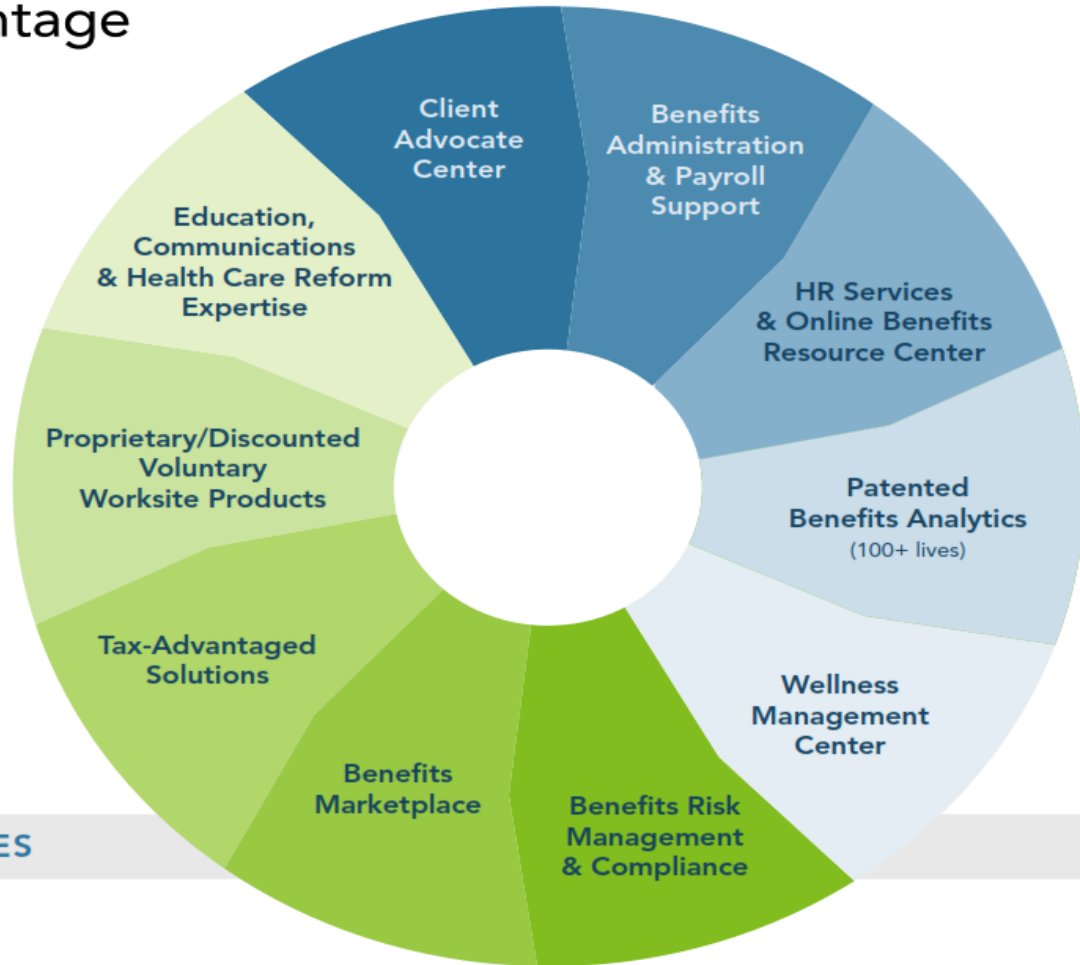 ntage
Client
Advocate
Center
Benefits
Administration
& Payroll
Support
HR Services
& Online Benefits
Resource Center
Patented
Benefits Analytics
(100+ lives)
Wellness
Management
Center
Benefits Risk
Management
& Compliance
Benefits
Marketplace
Tax-Advantaged
Solutions
Proprietary/Discounted
Voluntary
Worksite Products
Education,
Communications
& Health Care Reform
Expertise
ES